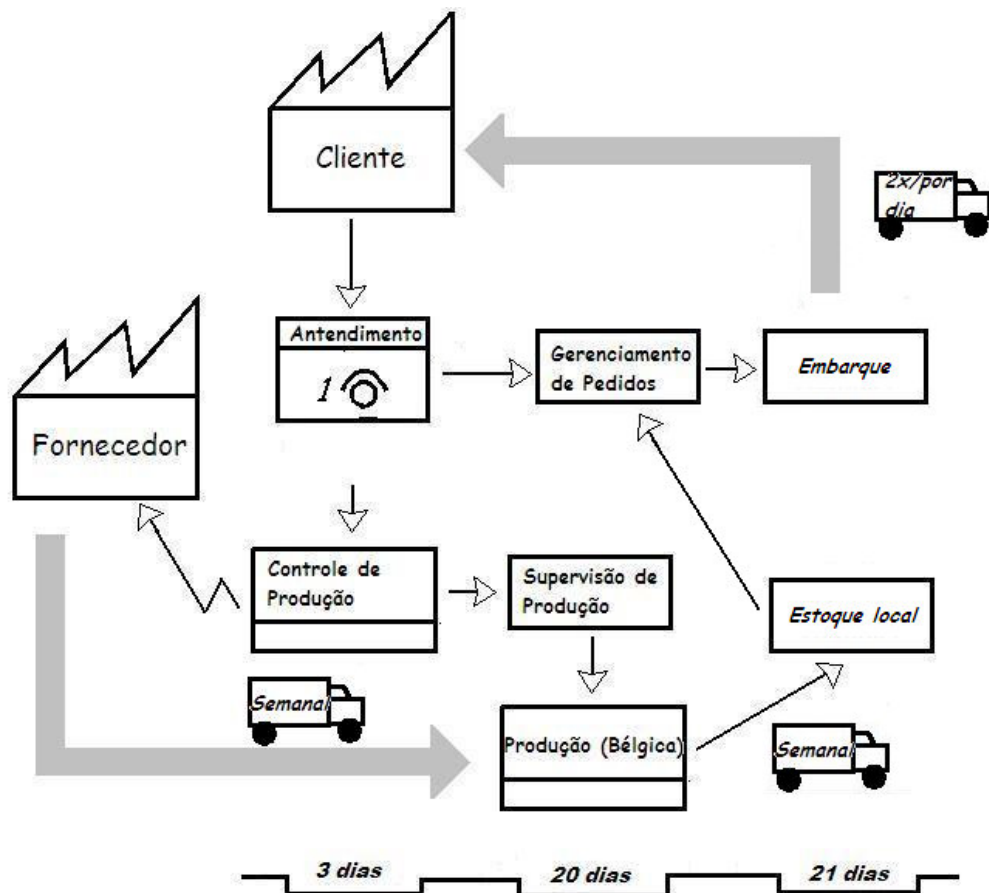 Cliente
2x/por
dia
Antendimento
1
Gerenciamento
de Pedidos
Embarque
Fornecedor
Controle de
Produção
Supervisão de
Produção
Estoque local
Semanal
Produção (Bélgica)
Semanal
3 dias
20 dias
21 dias